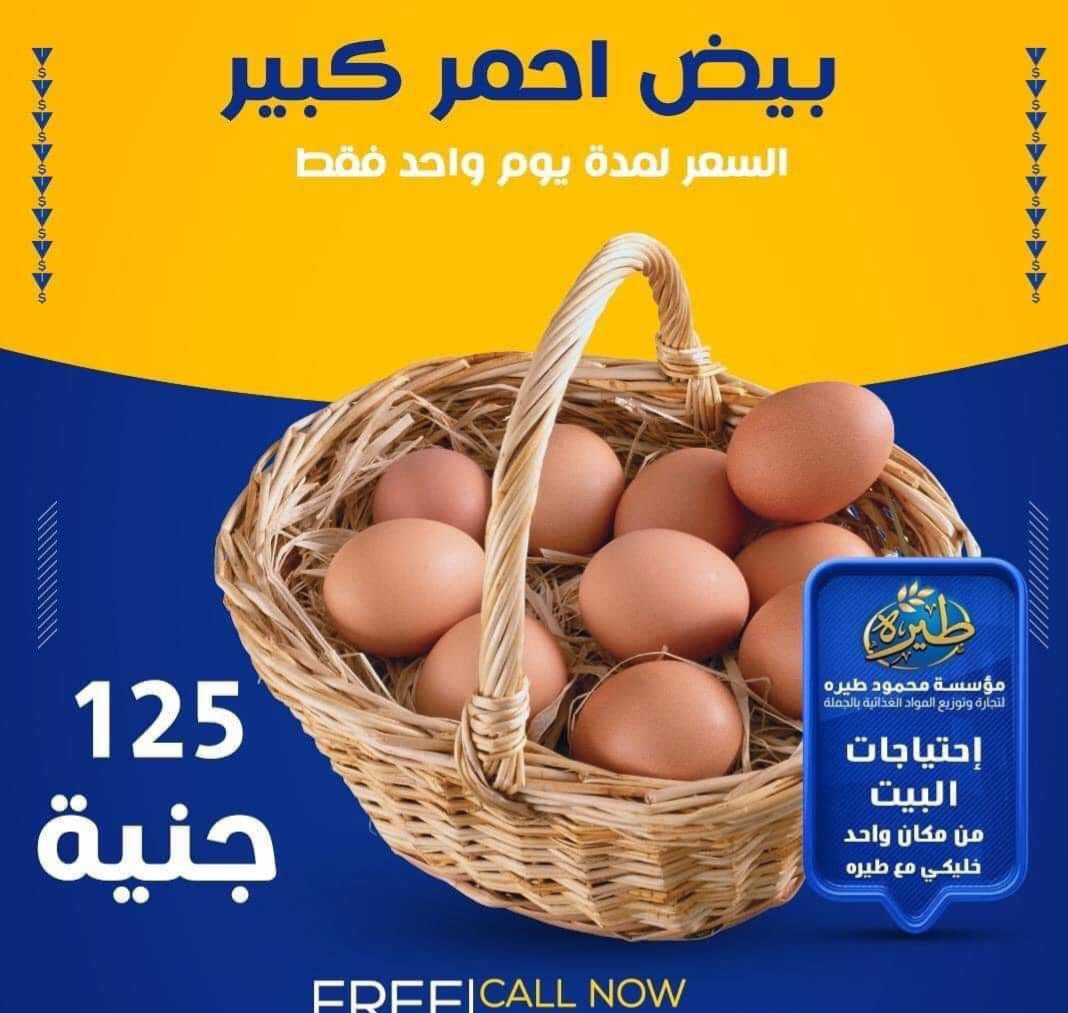 بيض احمر كبير
السعر لمدة يوم واحد فقط
طيره
مؤسسة محمود طيره
لتجارة وتوزيع المواد الغذائية بالجملة
إحتياجات
البيت
من مكان واحد
خليكي مع طيره
125
جنية
FREE
CALL NOW